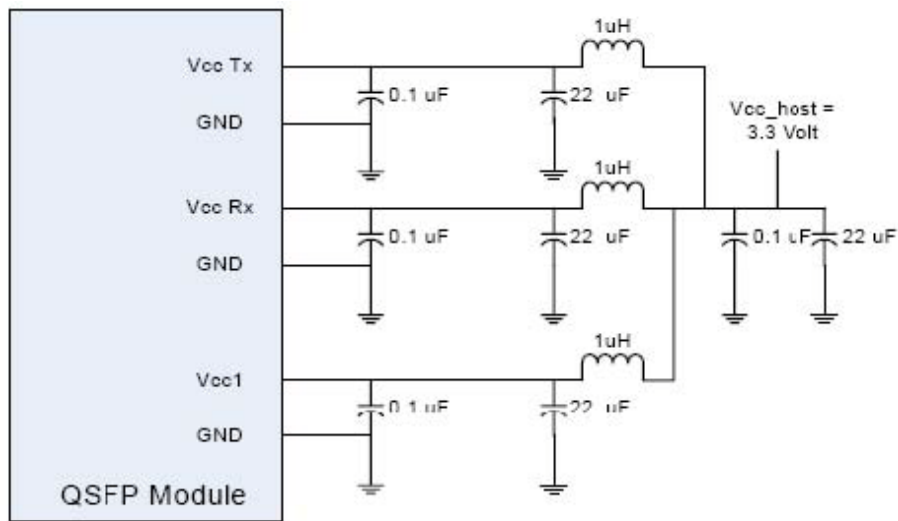 1uH
Vcc Tx
0.1 uF
22 uF
Vcc_host =
3.3 Volt
GND
1uH
Vcc Rx
0.1 uF
22 uF
0.1 uF
22 uF
GND
1uH
Vcc1
0.1 uF
22 uF
GND
QSFP Module